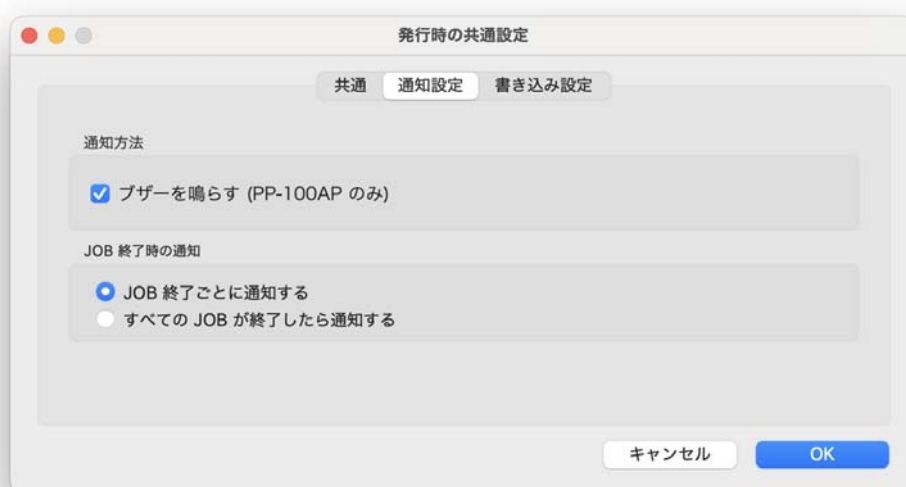 発行時の共通設定
共通 通知設定 書き込み設定
通知方法
ブザーを鳴らす (PP-100AP のみ)
JOB 終了時の通知
JOB 終了ごとに通知する
すべての JOB が終了したら通知する
キャンセル OK